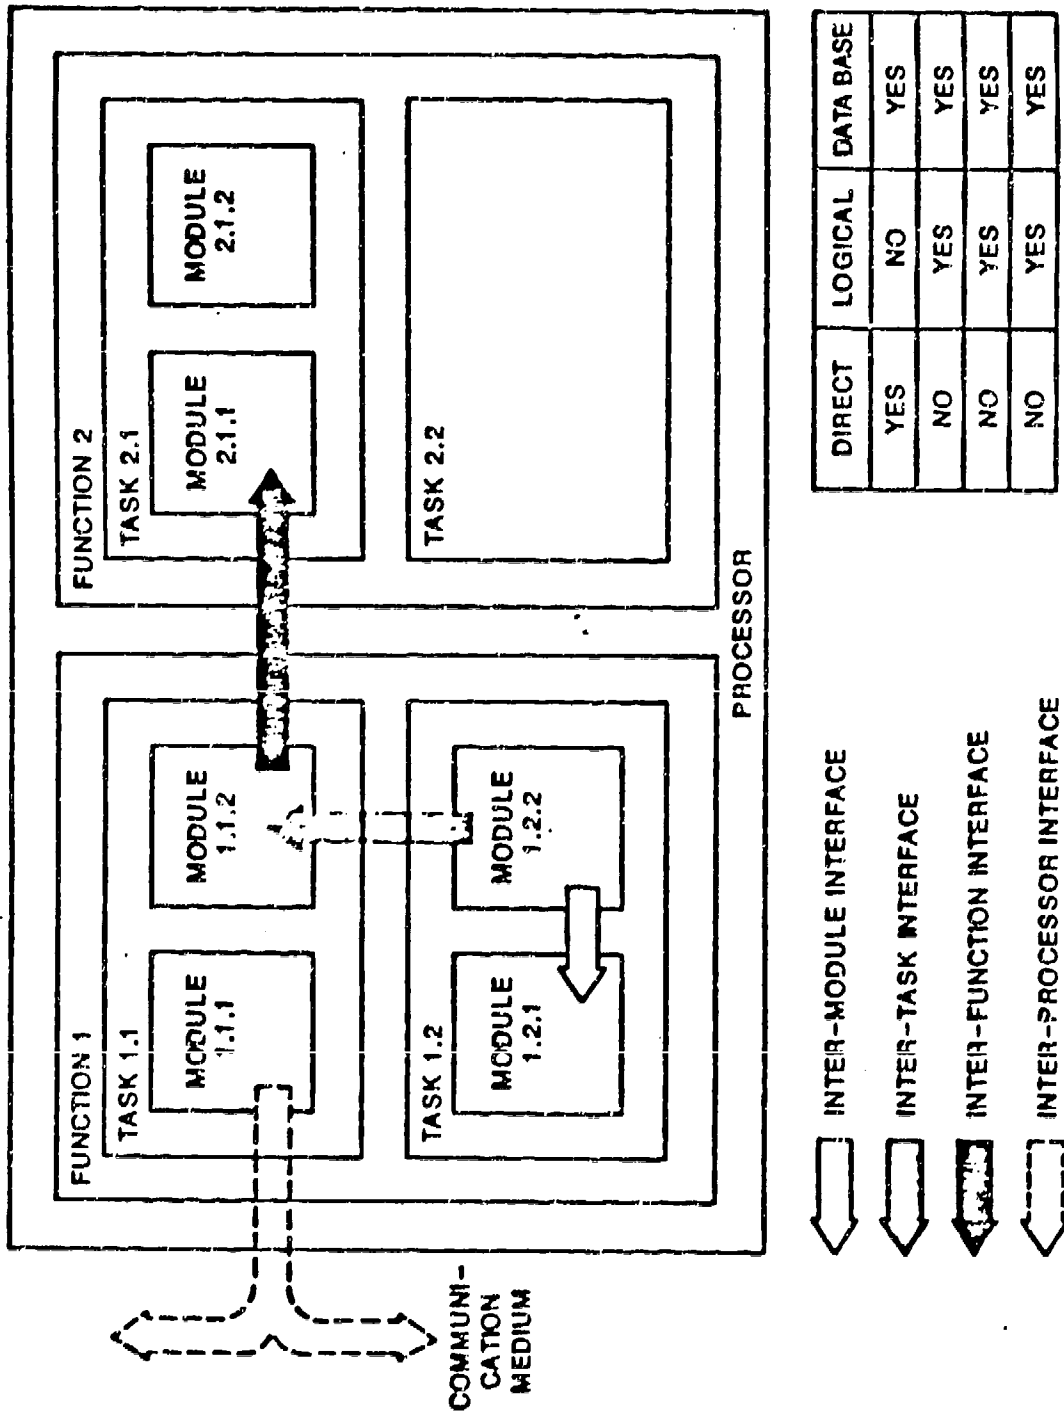 FUNCTION 1
TASK 1.1
MODULE
1.1.1
MODULE
1.1.2
TASK 1.2
MODULE
1.2.1
MODULE
1.2.2
FUNCTION 2
TASK 2.1
MODULE
2.1.1
MODULE
2.1.2
TASK 2.2
PROCESSOR
COMMUNI-
CATION
MEDIUM
DIRECT LOGICAL DATA BASE
INTER-MODULE INTERFACE YES NO YES
INTER-TASK INTERFACE NO YES YES
INTER-FUNCTION INTERFACE NO YES YES
INTER-PROCESSOR INTERFACE NO YES YES